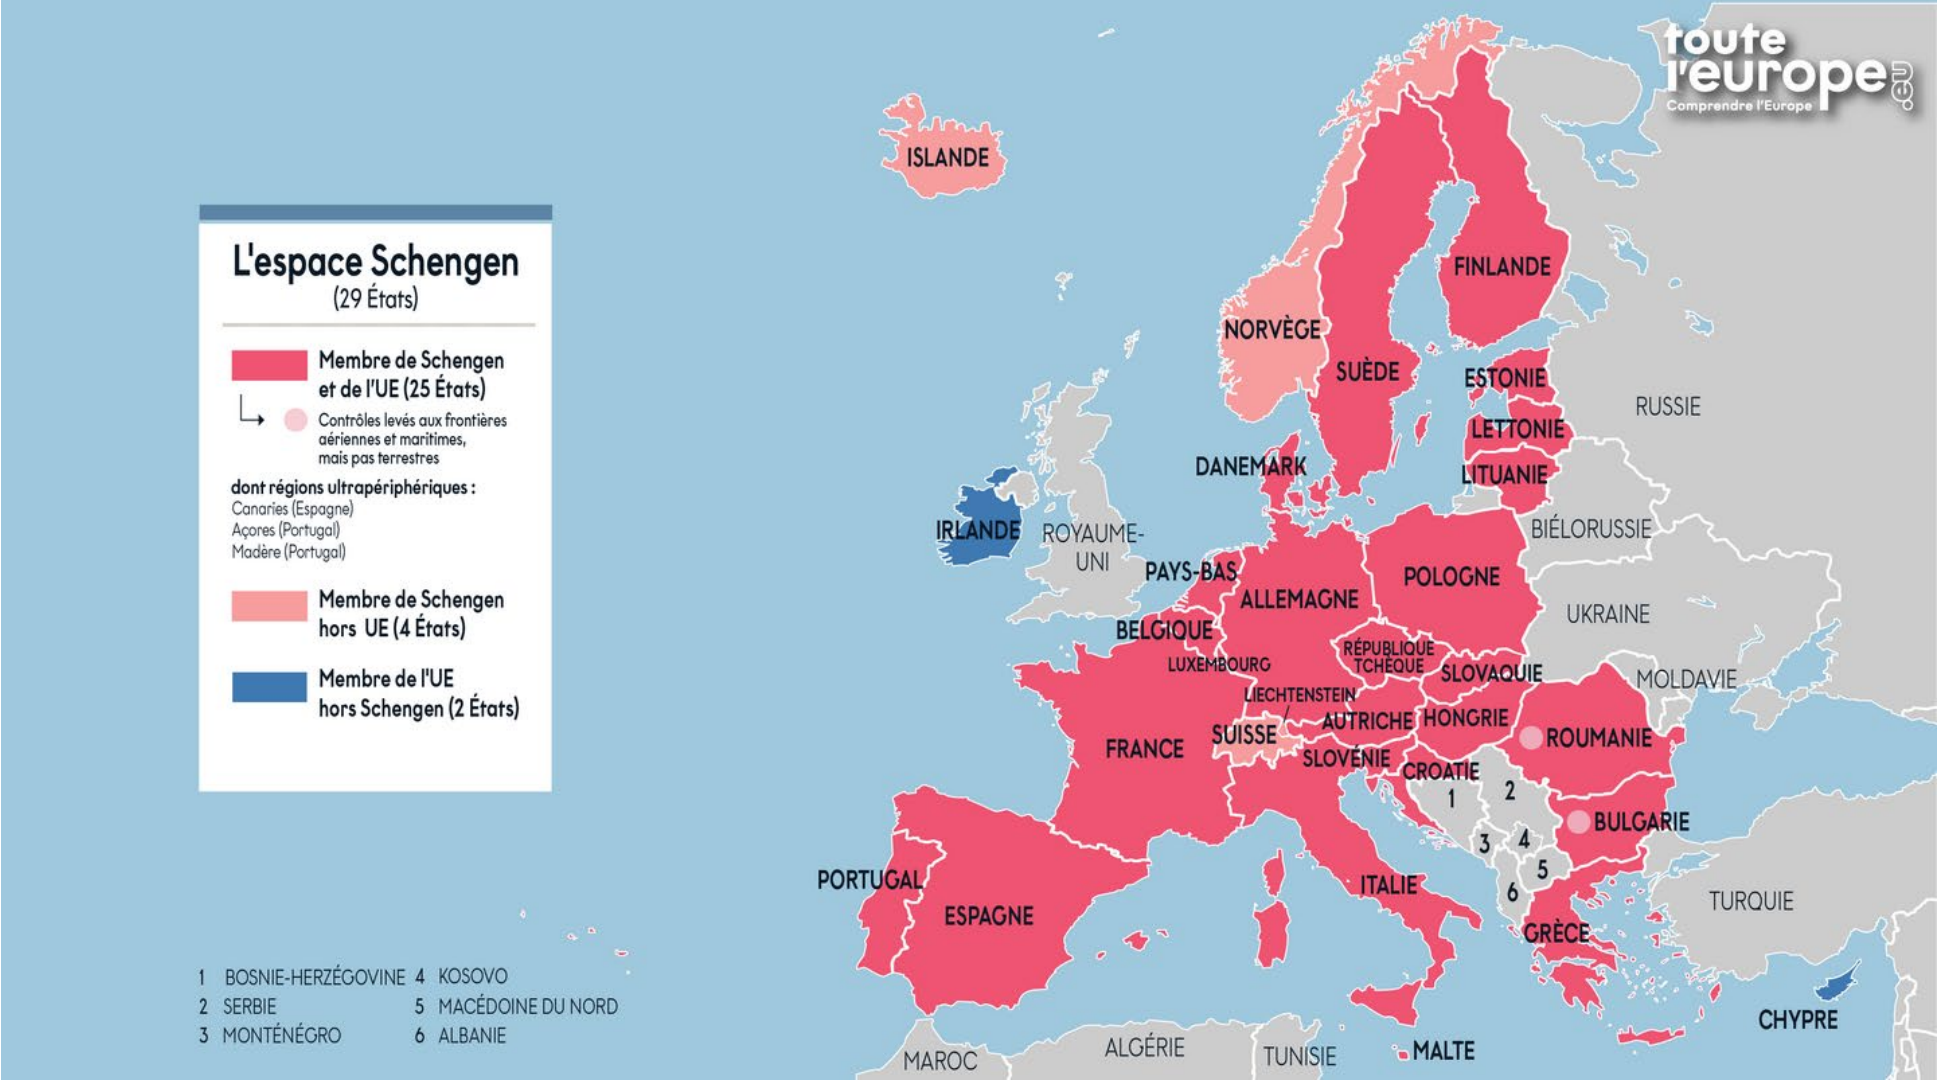 toute
l'europe.eu
Comprendre l'Europe
L'espace Schengen
(29 États)
Membre de Schengen
et de l'UE (25 États)
Contrôles levés aux frontières
aériennes et maritimes,
mais pas terrestres
dont régions ultrapériphériques :
Canaries (Espagne)
Açores (Portugal)
Madère (Portugal)
Membre de Schengen
hors UE (4 États)
Membre de l'UE
hors Schengen (2 États)
ISLANDE
FINLANDE
NORVÈGE
SUÈDE
ESTONIE
RUSSIE
LETTONIE
DANEMARK
LITUANIE
IRLANDE
ROYAUME-
UNI
BIÉLORUSSIE
PAYS-BAS
POLOGNE
ALLEMAGNE
UKRAINE
BELGIQUE
RÉPUBLIQUE
TCHÈQUE
LUXEMBOURG
SLOVAQUIE
MOLDAVIE
LIECHTENSTEIN
AUTRICHE
HONGRIE
SUISSE
FRANCE
ROUMANIE
SLOVÉNIE
CROATIE
1
2
BULGARIE
3
4
5
6
PORTUGAL
ESPAGNE
ITALIE
TURQUIE
GRÈCE
CHYPRE
MALTE
MAROC
ALGÉRIE
TUNISIE
1 BOSNIE-HERZÉGOVINE
2 SERBIE
3 MONTÉNÉGRO
4 KOSOVO
5 MACÉDOINE DU NORD
6 ALBANIE